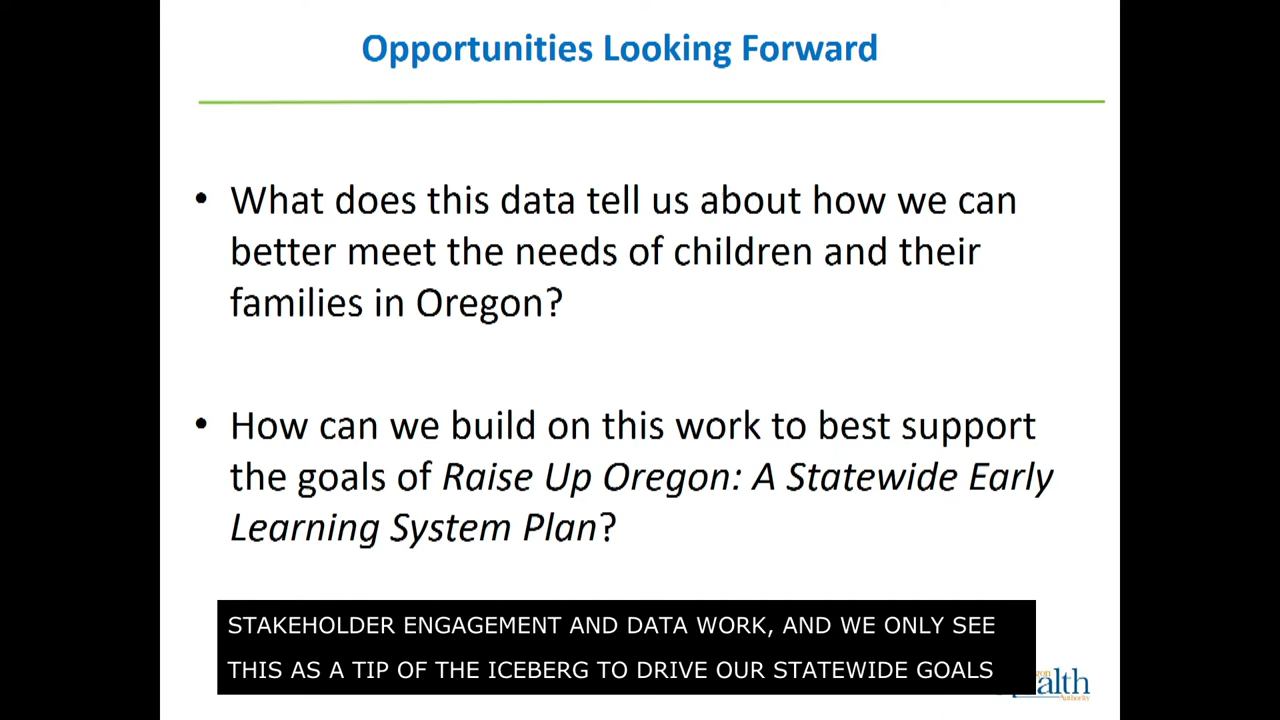 Opportunities Looking Forward
• What does this data tell us about how we can
better meet the needs of children and their
families in Oregon?
• How can we build on this work to best support
the goals of Raise Up Oregon: A Statewide Early
Learning System Plan?
STAKEHOLDER ENGAGEMENT AND DATA WORK, AND WE ONLY SEE
THIS AS A TIP OF THE ICEBERG TO DRIVE OUR STATEWIDE GOALS
alth
Authority